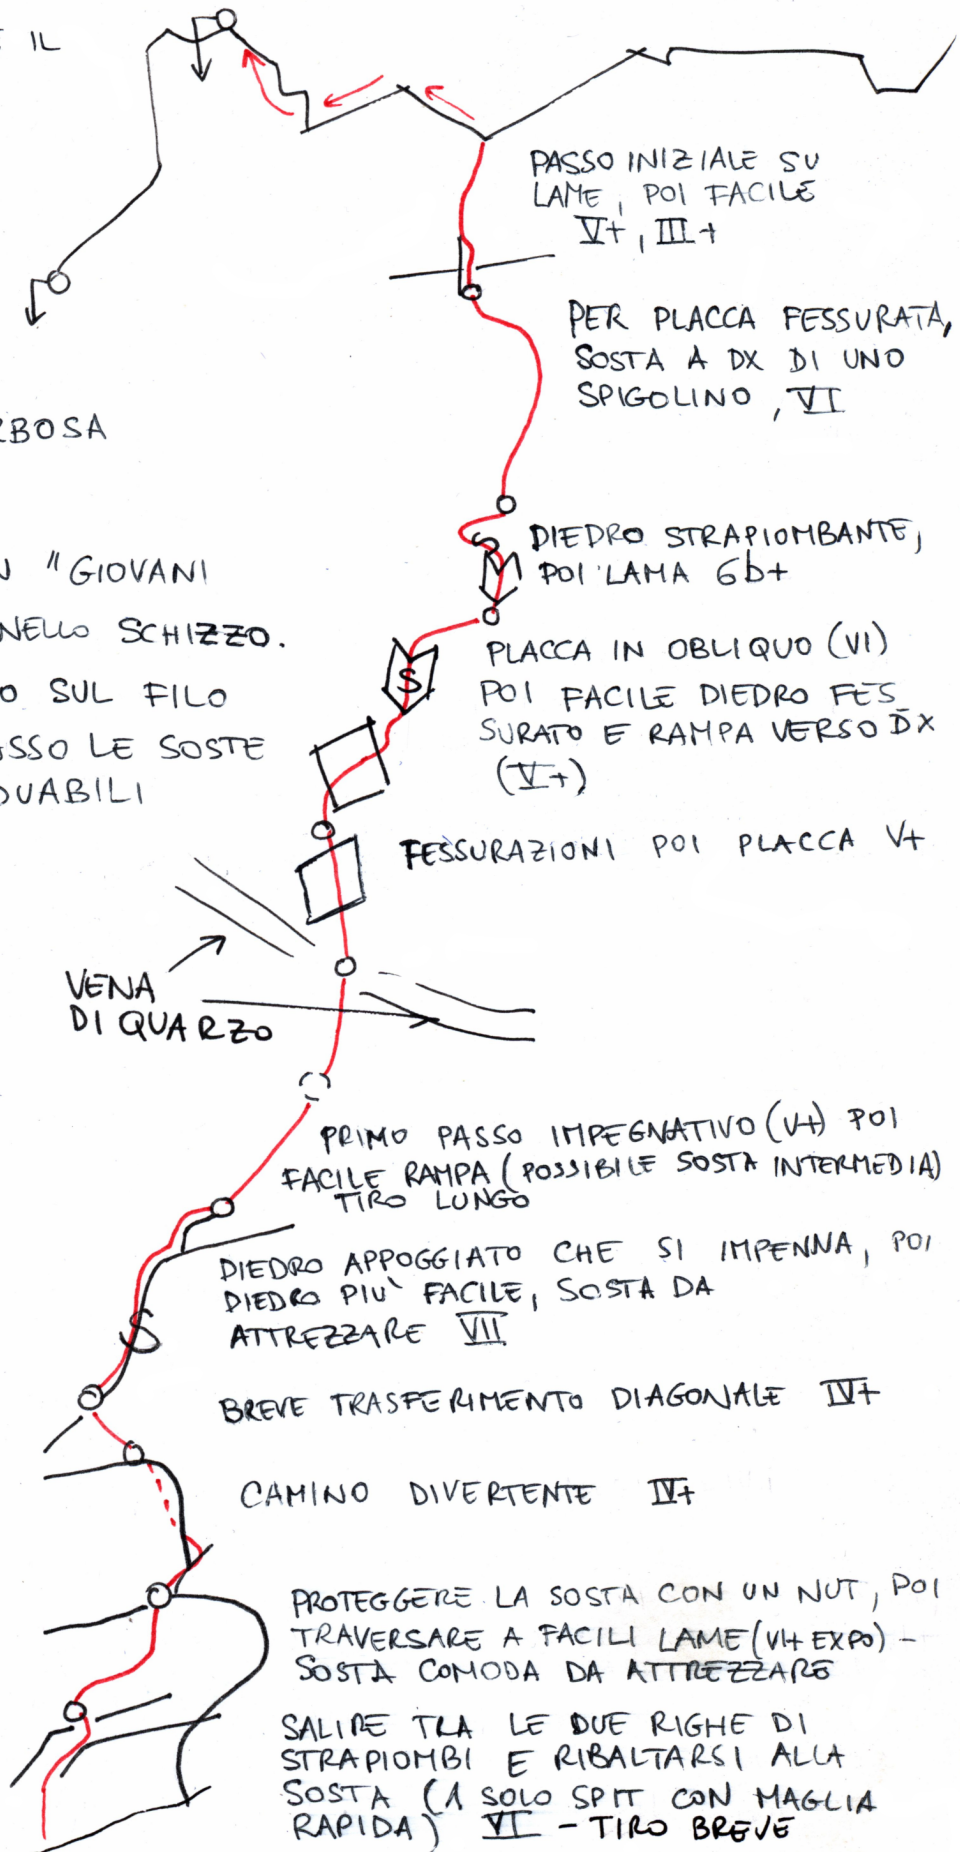 IL
PASSO INIZIALE SU
LAME, POI FACILE
V+, III+
PER PLACCA FESSURATA,
SOSTA A DX DI UNO
SPIGOLINO, VI
RBOSA
DIEDRO STRAPIOMBANTE,
POI LAMA 6b+
"GIOVANI
NELLO SCHIZZO.
O SUL FILO
SSO LE SOSTE
DUABILI
PLACCA IN OBLIQUO (VI)
POI FACILE DIEDRO FES_
SURATO E RAMPA VERSO DX
(V+)
S
FESSURAZIONI POI PLACCA V+
VENA
DI QUARZO
PRIMO PASSO IMPEGNATIVO (V+) POI
FACILE RAMPA (POSSIBILE SOSTA INTERMEDIA)
TIRO LUNGO
DIEDRO APPOGGIATO CHE SI IMPENNA, POI
DIEDRO PIU' FACILE, SOSTA DA
ATTREZZARE VII
BREVE TRASFERIMENTO DIAGONALE IV+
CAMINO DIVERTENTE IV+
PROTEGGERE LA SOSTA CON UN NUT, POI
TRAVERSARE A FACILI LAME (VI+ EXPO) -
SOSTA COMODA DA ATTREZZARE
SALIRE TRA LE DUE RIGHE DI
STRAPIOMBI E RIBALTARSI ALLA
SOSTA (1 SOLO SPIT CON MAGLIA
RAPIDA) VI - TIRO BREVE